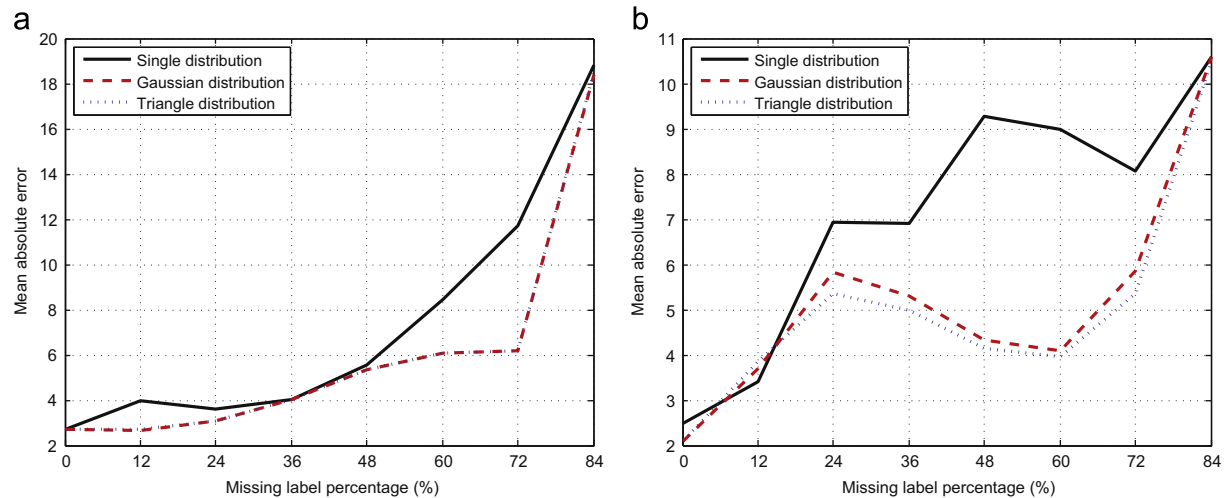 a
20
18
16
14
12
10
8
6
4
2
Mean absolute error
Single distribution
Gaussian distribution
Triangle distribution
0 12 24 36 48 60 72 84
Missing label percentage (%)
b
11
10
9
8
7
6
5
4
3
2
Mean absolute error
Single distribution
Gaussian distribution
Triangle distribution
0 12 24 36 48 60 72 84
Missing label percentage (%)